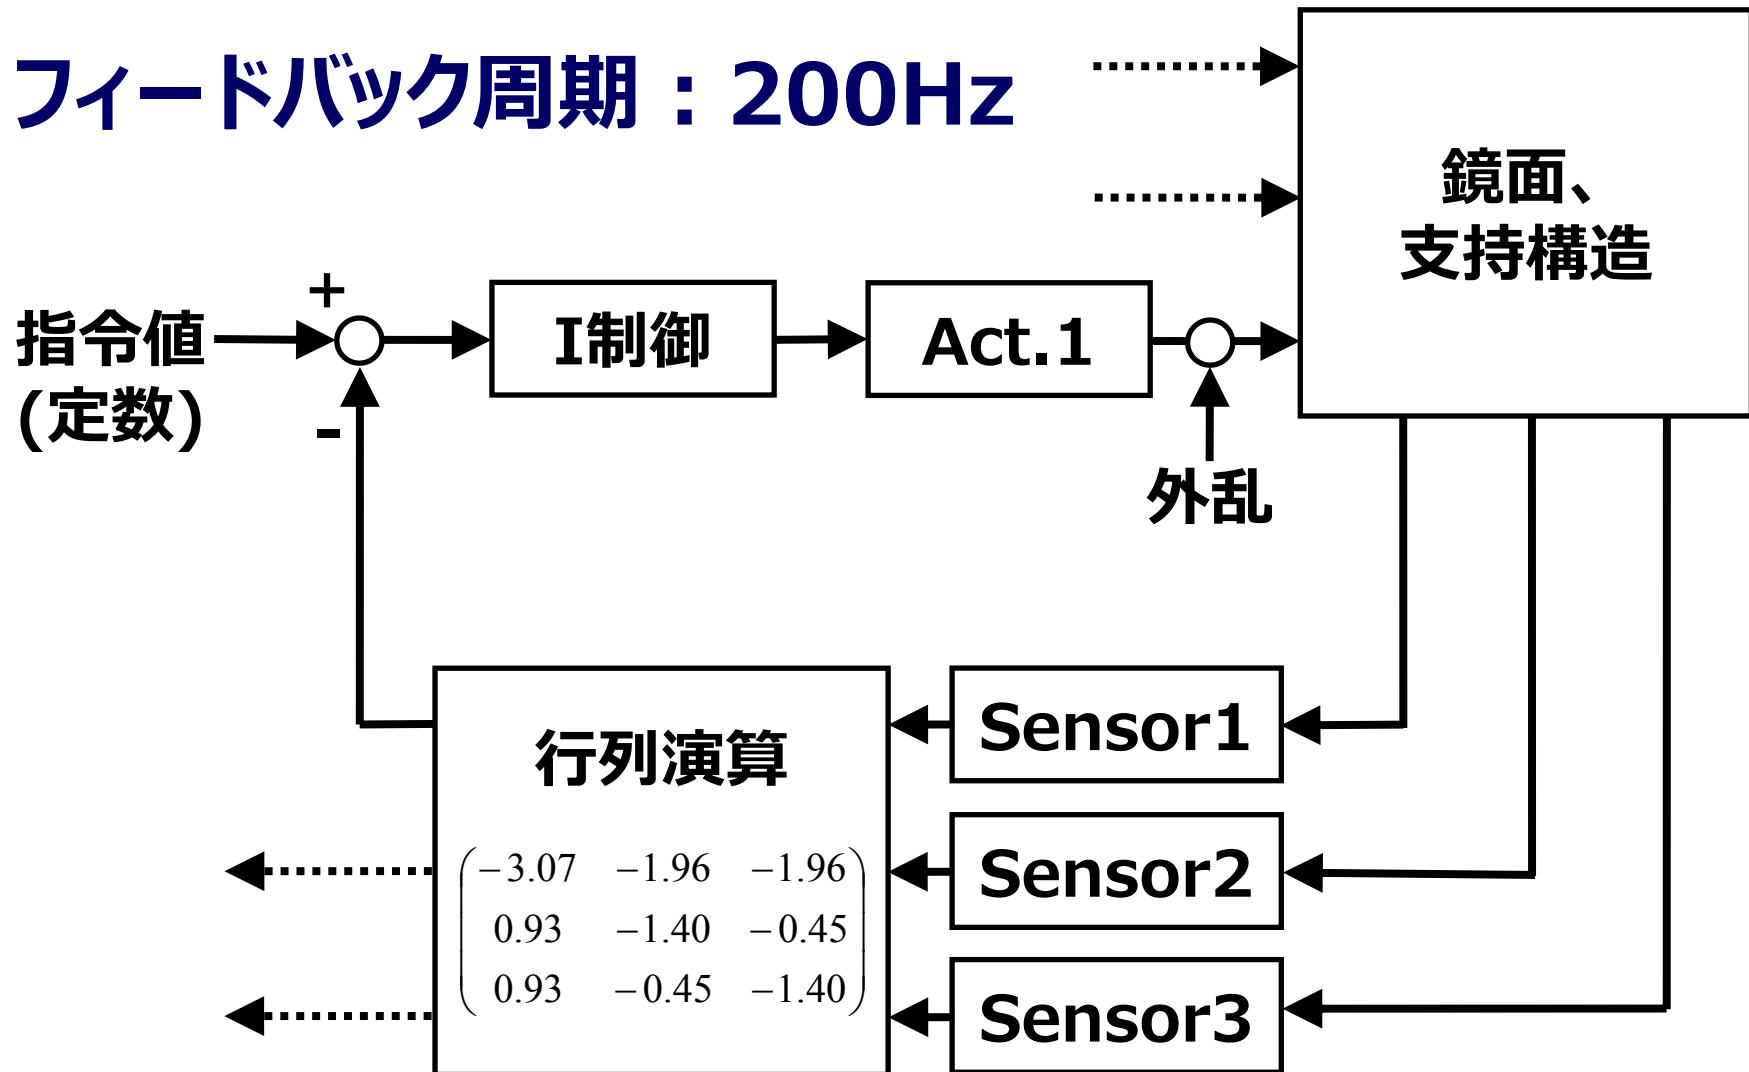 フィードバック周期：200Hz
鏡面、
支持構造
+
指令値
(定数)
-
I制御
Act.1
外乱
行列演算
-3.07 -1.96 -1.96
0.93 -1.40 -0.45
0.93 -0.45 -1.40
Sensor1
Sensor2
Sensor3